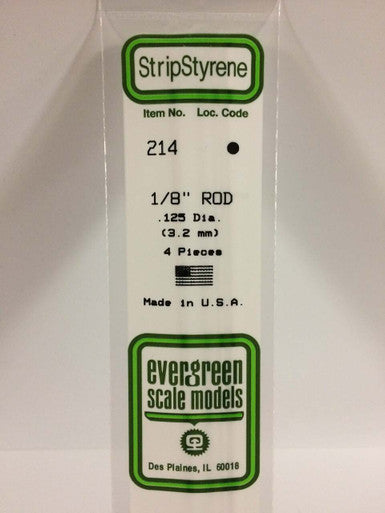 StripStyrene
Item No. Loc. Code
214 ●
1/8" ROD
.125 Dia.
(3.2 mm)
4 Pieces
Made in U.S.A.
evergreen
scale models
Des Plaines, IL 60018